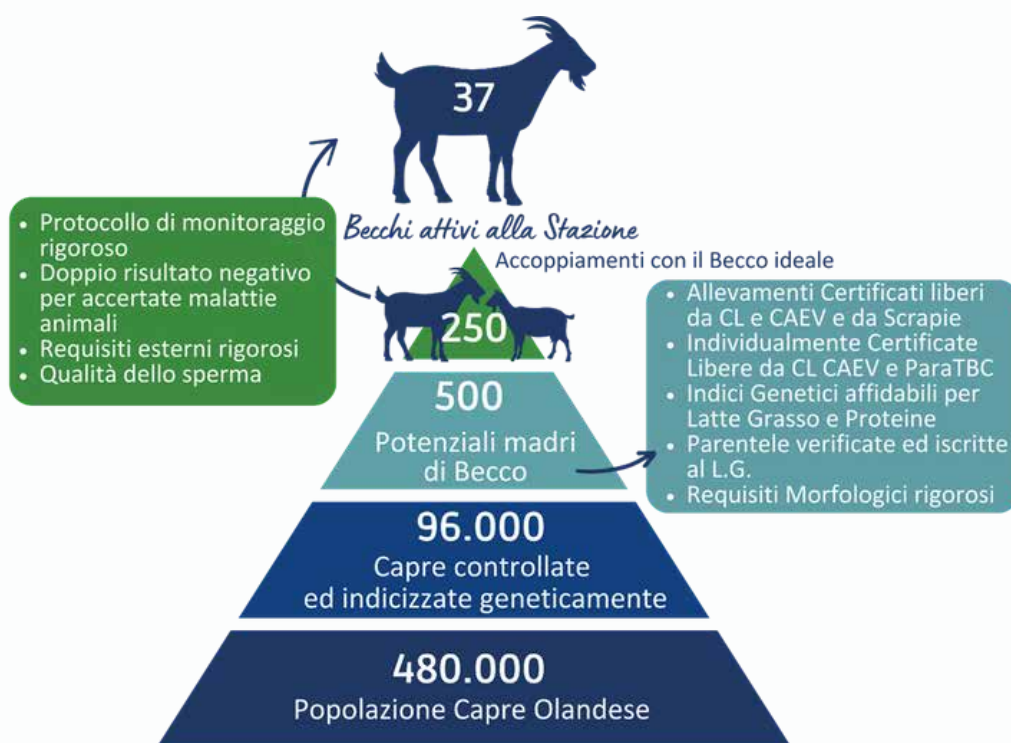 37
Becchi attivi alla Stazione
• Protocollo di monitoraggio
rigoroso
• Doppio risultato negativo
per accertate malattie
animali
• Requisiti esterni rigorosi
• Qualità dello sperma
Accoppiamenti con il Becco ideale
250
• Allevamenti Certificati liberi
da CL e CAEV e da Scrapie
• Individualmente Certificate
Libere da CL CAEV e ParaTBC
• Indici Genetici affidabili per
Latte Grasso e Proteine
• Parentele verificate ed iscritte
al L.G.
• Requisiti Morfologici rigorosi
500
Potenziali madri
di Becco
96.000
Capre controllate
ed indicizzate geneticamente
480.000
Popolazione Capre Olandese